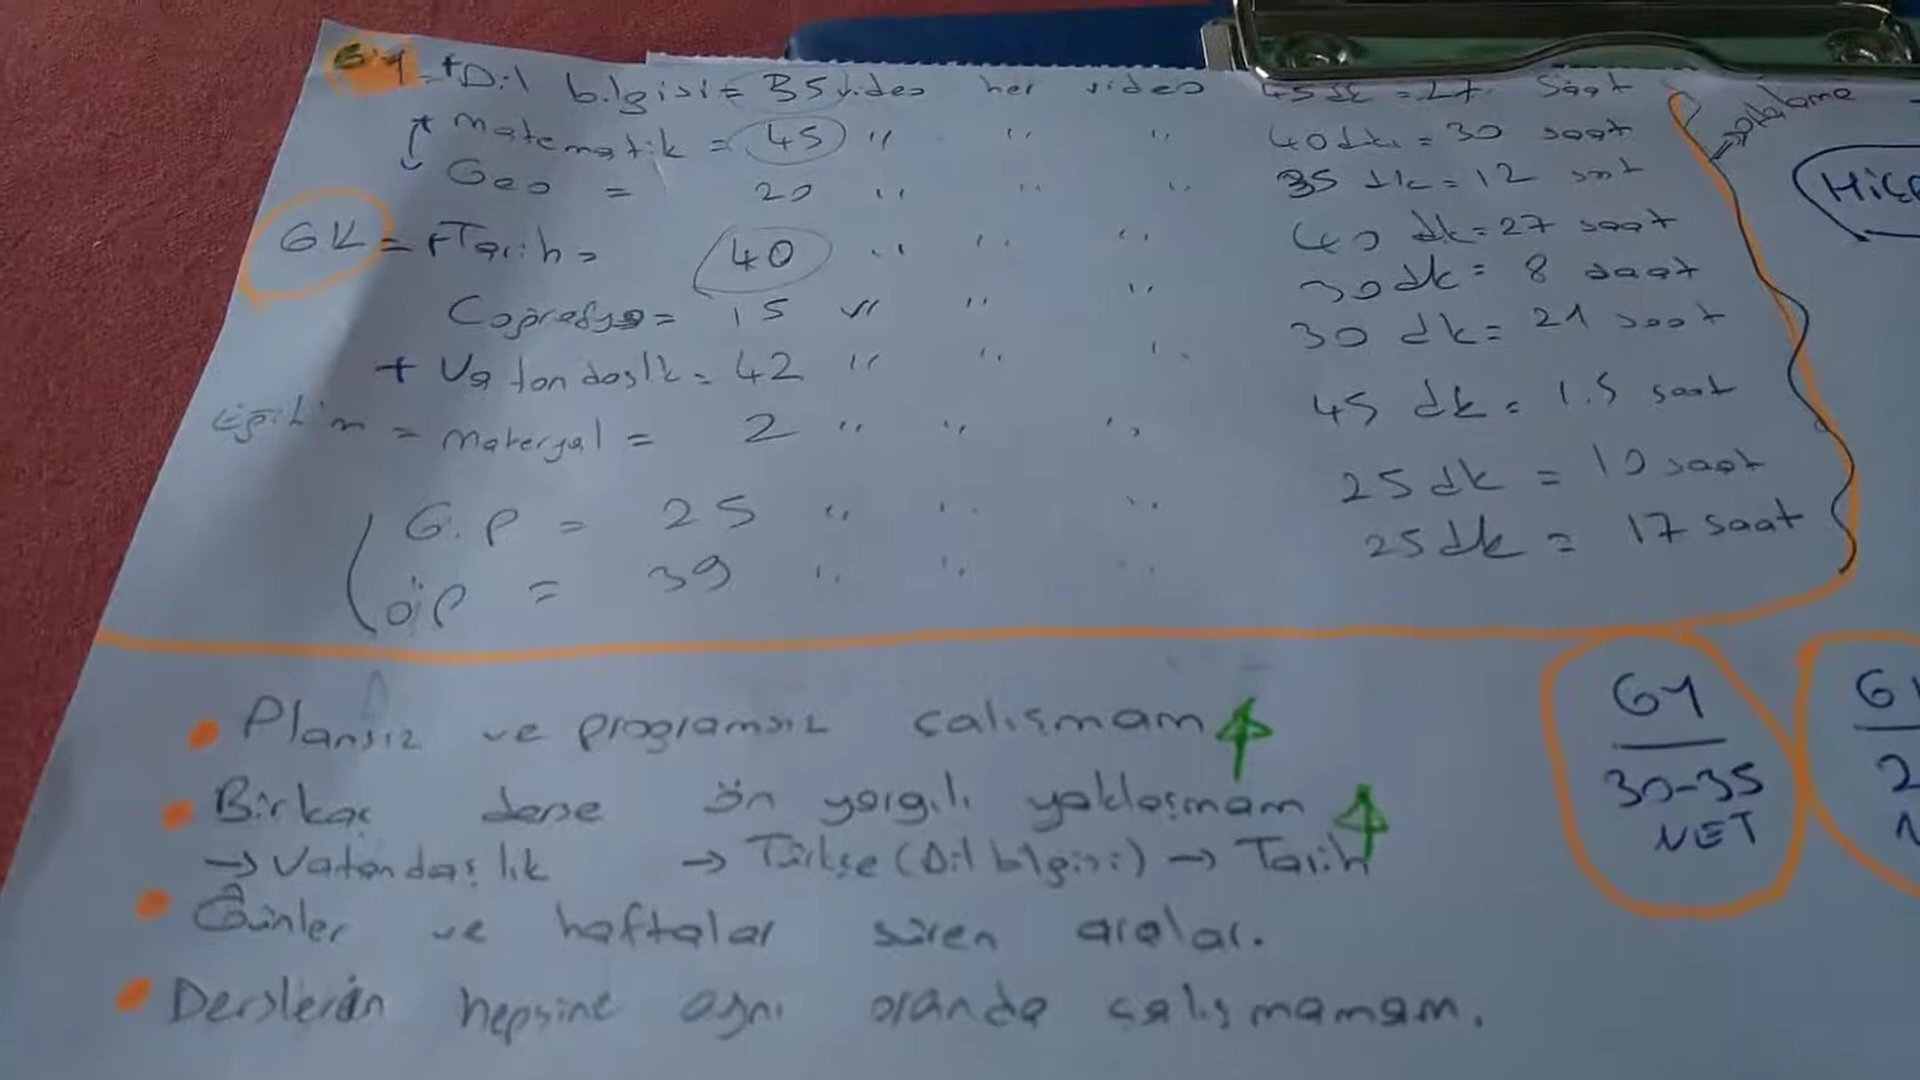 GY = + Dil bilgisi = 35 video her video 45 dk = 27 saat
Matematik = 45 " " " 40 dk = 30 saat
Geo = 20 " " " 35 dk = 12 saat
GK = + Tarih = 40 " " " 40 dk = 27 saat
Coğrafya = 15 " " " 30 dk = 8 saat
+ Vatandaşlık = 42 " " " 30 dk = 21 saat
Eğitim = materyal = 2 " " " 45 dk = 1.5 saat
G.P = 25 " " " 25 dk = 10 saat
ÖP = 39 " " " 25 dk = 17 saat
• Plansız ve programsız çalışmam
• Birkaç derse ön yargılı yaklaşmam
→ Vatandaşlık → Türkçe (Dil bilgisi) → Tarih
• Günler ve haftalar süren aralar.
• Derslerin hepsine aynı oranda çalışmamam.
GY
30-35
NET